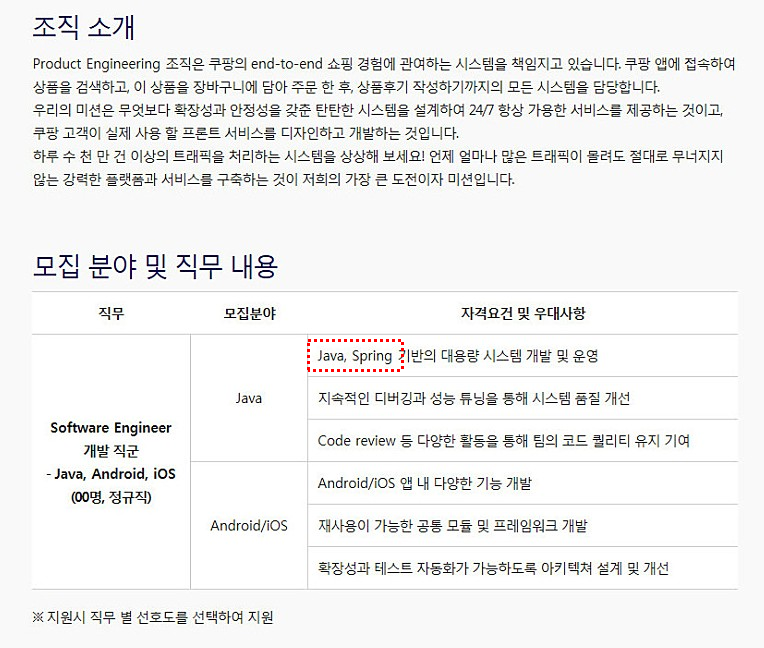 조직 소개
Product Engineering 조직은 쿠팡의 end-to-end 쇼핑 경험에 관여하는 시스템을 책임지고 있습니다. 쿠팡 앱에 접속하여
상품을 검색하고, 이 상품을 장바구니에 담아 주문 한 후, 상품후기 작성하기까지의 모든 시스템을 담당합니다.
우리의 미션은 무엇보다 확장성과 안정성을 갖춘 탄탄한 시스템을 설계하여 24/7 항상 가용한 서비스를 제공하는 것이고,
쿠팡 고객이 실제 사용 할 프론트 서비스를 디자인하고 개발하는 것입니다.
하루 수 천 만 건 이상의 트래픽을 처리하는 시스템을 상상해 보세요! 언제 얼마나 많은 트래픽이 몰려도 절대로 무너지지
않는 강력한 플랫폼과 서비스를 구축하는 것이 저희의 가장 큰 도전이자 미션입니다.
모집 분야 및 직무 내용
직무 모집분야 자격요건 및 우대사항
Software Engineer
개발 직군
- Java, Android, iOS
(00명, 정규직)
Java
Java, Spring 기반의 대용량 시스템 개발 및 운영
지속적인 디버깅과 성능 튜닝을 통해 시스템 품질 개선
Code review 등 다양한 활동을 통해 팀의 코드 퀄리티 유지 기여
Android/iOS
Android/iOS 앱 내 다양한 기능 개발
재사용이 가능한 공통 모듈 및 프레임워크 개발
확장성과 테스트 자동화가 가능하도록 아키텍쳐 설계 및 개선
※ 지원시 직무 별 선호도를 선택하여 지원